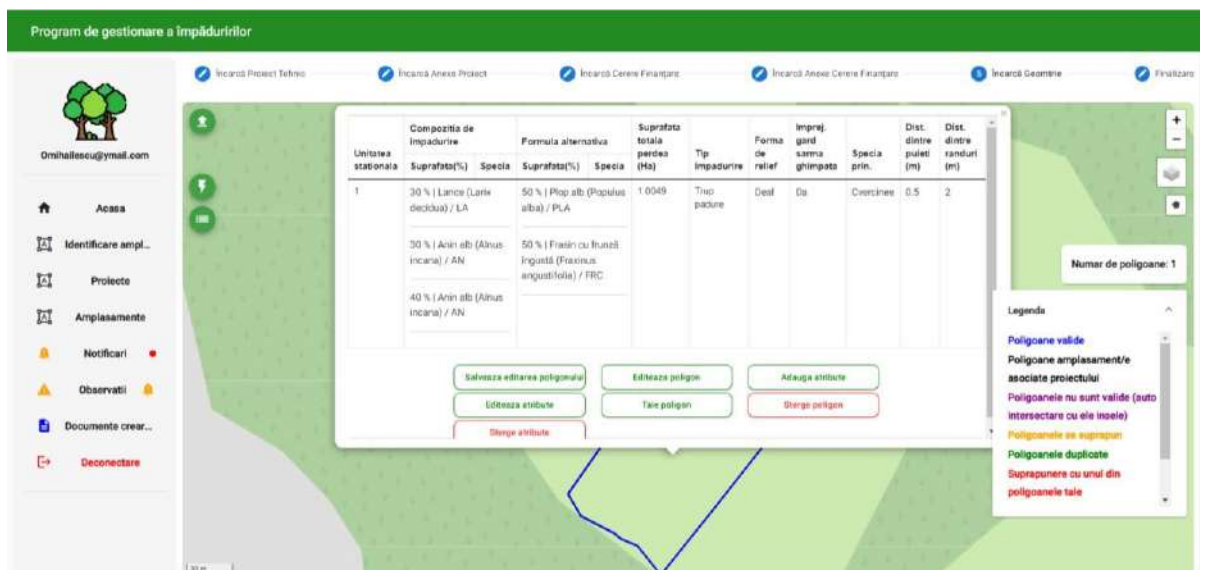 Program de gestionare a împăduririlor
Încarcă Proiect Tehnic
Încarcă Anexe Proiect
Încarcă Cerere Finanțare
Încarcă Anexe Cerere Finanțare
5 Încarcă Geometrie
Finalizare
Omihailescu@ymail.com
Acasa
Identificare ampl...
Proiecte
Amplasamente
Notificari
Observatii
Documente crear...
Deconectare
Unitatea stationala
Compozitia de impadurire
Suprafata(%) Specia
Formula alternativa
Suprafata(%) Specia
Suprafata totala perdea (Ha)
Tip impadurire
Forma de relief
Imprej. gard sarma ghimpata
Specia prin.
Dist. dintre puieti (m)
Dist. dintre randuri (m)
1
30 % | Larice (Larix decidua) / LA
30 % | Anin alb (Alnus incana) / AN
40 % | Anin alb (Alnus incana) / AN
50 % | Plop alb (Populus alba) / PLA
50 % | Frasin cu frunză îngustă (Fraxinus angustifolia) / FRC
1.0049
Trup padure
Deal
Da
Cvercinee
0.5
2
Salveaza editarea poligonului
Editeaza poligon
Adauga atribute
Editeaza atribute
Taie poligon
Sterge poligon
Sterge atribute
+
−
Numar de poligoane: 1
Legenda
Poligoane valide
Poligoane amplasament/e
asociate proiectului
Poligoanele nu sunt valide (auto
intersectare cu ele insele)
Poligoanele se suprapun
Poligoanele duplicate
Suprapunere cu unul din
poligoanele tale